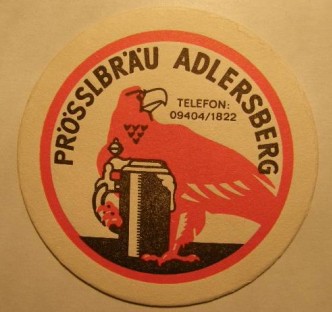 PRÖSSLBRÄU ADLERSBERG
TELEFON:
09404/1822